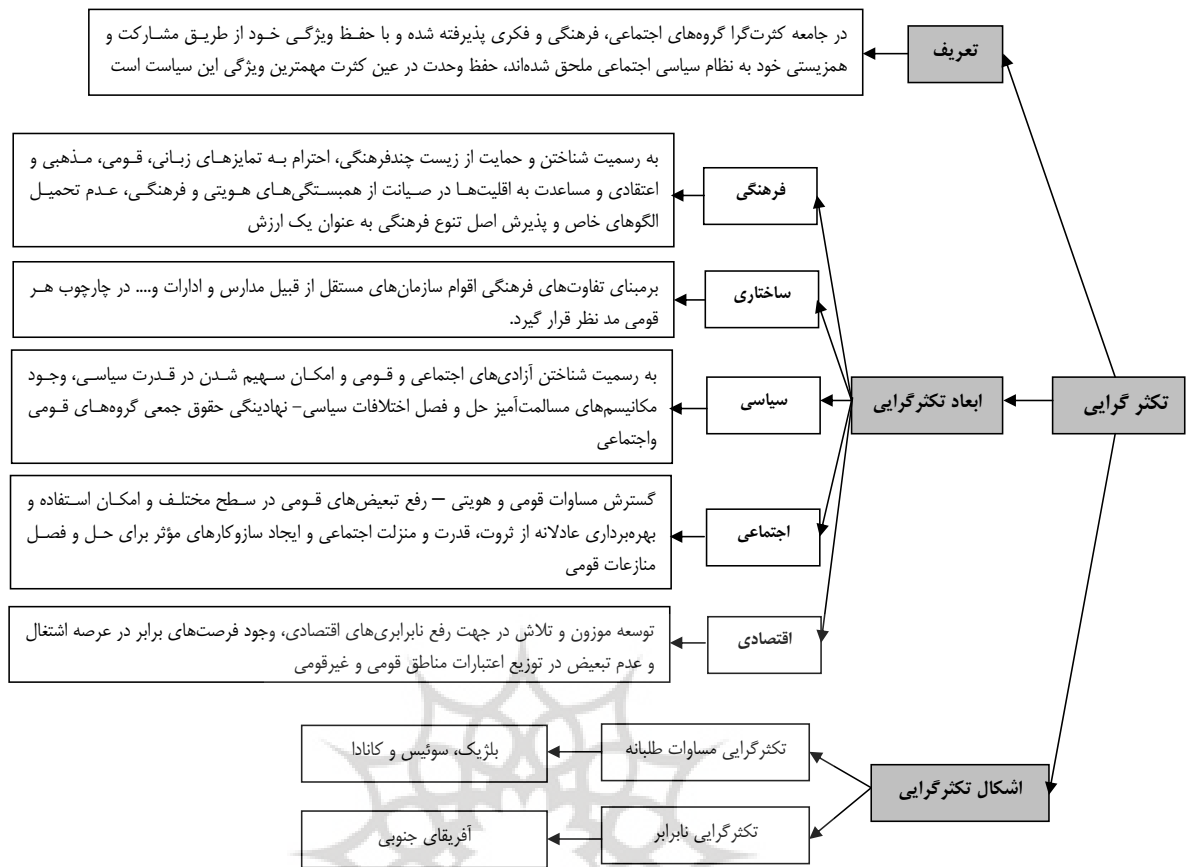 تکثر گرایی
تعریف
در جامعه کثرت‌گرا گروه‌های اجتماعی، فرهنگی و فکری پذیرفته شده و با حفـظ ویژگـی خـود از طریـق مشـارکت و
همزیستی خود به نظام سیاسی اجتماعی ملحق شده‌اند، حفظ وحدت در عین کثرت مهمترین ویژگی این سیاست است
ابعاد تکثرگرایی
فرهنگی
به رسمیت شناختن و حمایت از زیست چندفرهنگی، احترام بـه تمایزهـای زبـانی، قـومی، مـذهبی و
اعتقادی و مساعدت به اقلیت‌هـا در صـیانت از همبسـتگی‌هـای هـویتی و فرهنگـی، عـدم تحمیـل
الگوهای خاص و پذیرش اصل تنوع فرهنگی به عنوان یک ارزش
ساختاری
برمبنای تفاوت‌های فرهنگی اقوام سازمان‌های مستقل از قبیل مدارس و ادارات و.... در چارچوب هـر
قومی مد نظر قرار گیرد.
سیاسی
به رسمیت شناختن آزادی‌های اجتماعی و قـومی و امکـان سـهیم شـدن در قـدرت سیاسـی، وجـود
مکانیسم‌های مسالمت‌آمیز حل و فصل اختلافات سیاسی– نهادینگی حقوق جمعی گروه‌هـای قـومی
واجتماعی
اجتماعی
گسترش مساوات قومی و هویتی – رفع تبعیض‌های قـومی در سـطح مختلـف و امکـان اسـتفاده و
بهره‌برداری عادلانه از ثروت، قدرت و منزلت اجتماعی و ایجاد سازوکارهای مؤثر برای حـل و فصـل
منازعات قومی
اقتصادی
توسعه موزون و تلاش در جهت رفع نابرابری‌های اقتصادی، وجود فرصت‌های برابر در عرصه اشتغال
و عدم تبعیض در توزیع اعتبارات مناطق قومی و غیرقومی
اشکال تکثرگرایی
تکثرگرایی مساوات طلبانه
بلژیک، سوئیس و کانادا
تکثرگرایی نابرابر
آفریقای جنوبی